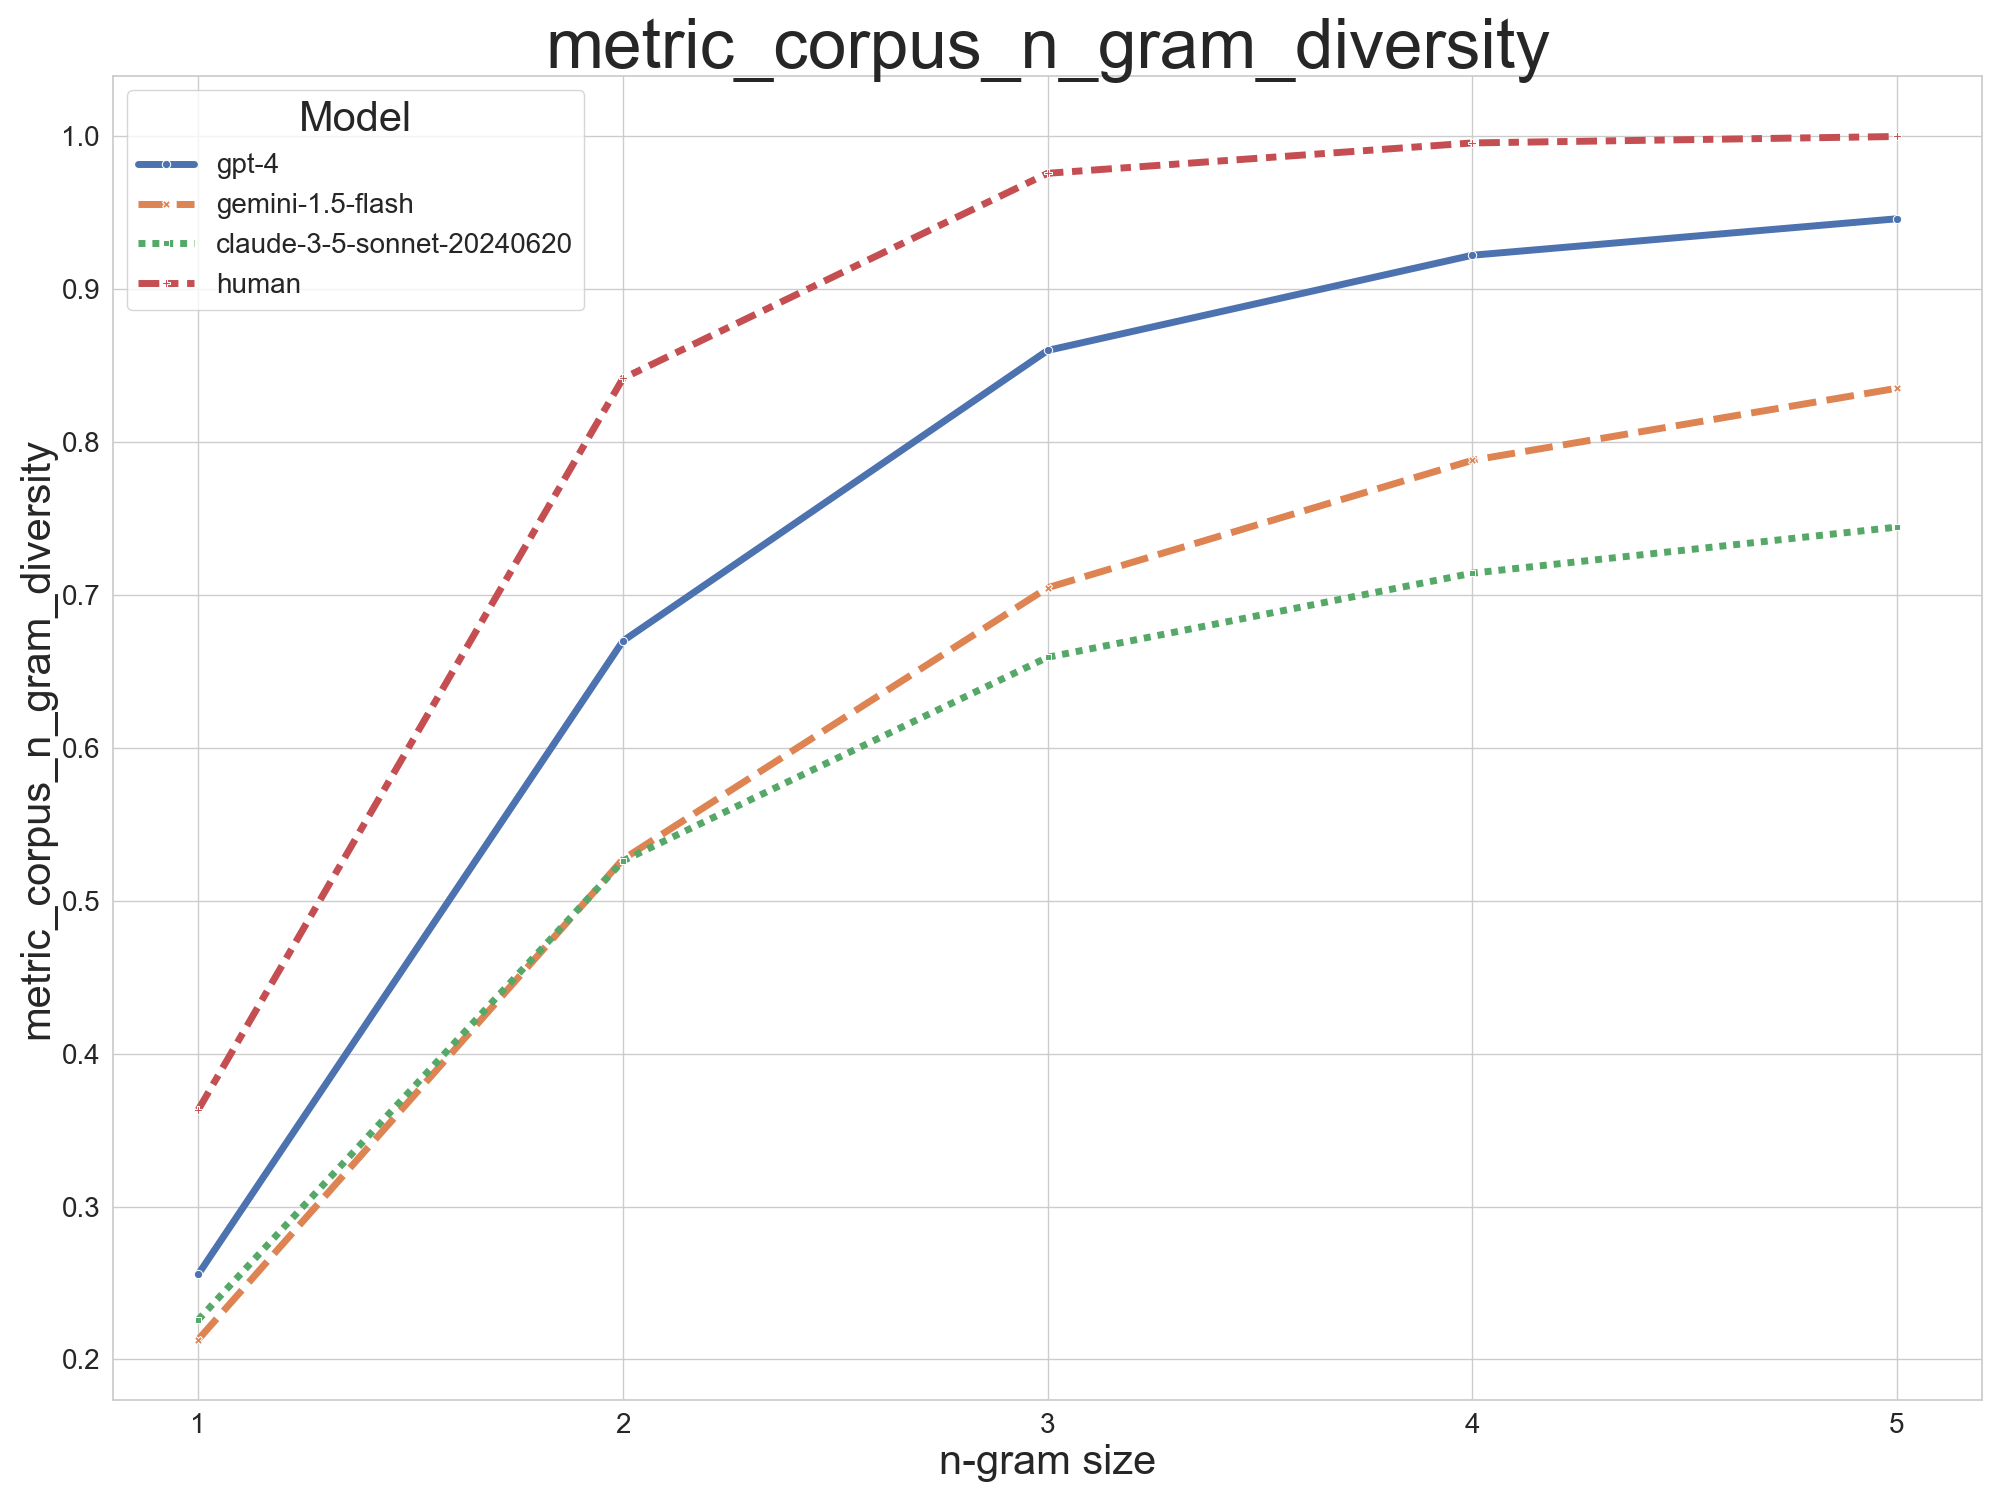 metric_corpus_n_gram_diversity
Model
gpt-4
gemini-1.5-flash
claude-3-5-sonnet-20240620
human
metric_corpus_n_gram_diversity
1.0
0.9
0.8
0.7
0.6
0.5
0.4
0.3
0.2
1 2 3 4 5
n-gram size